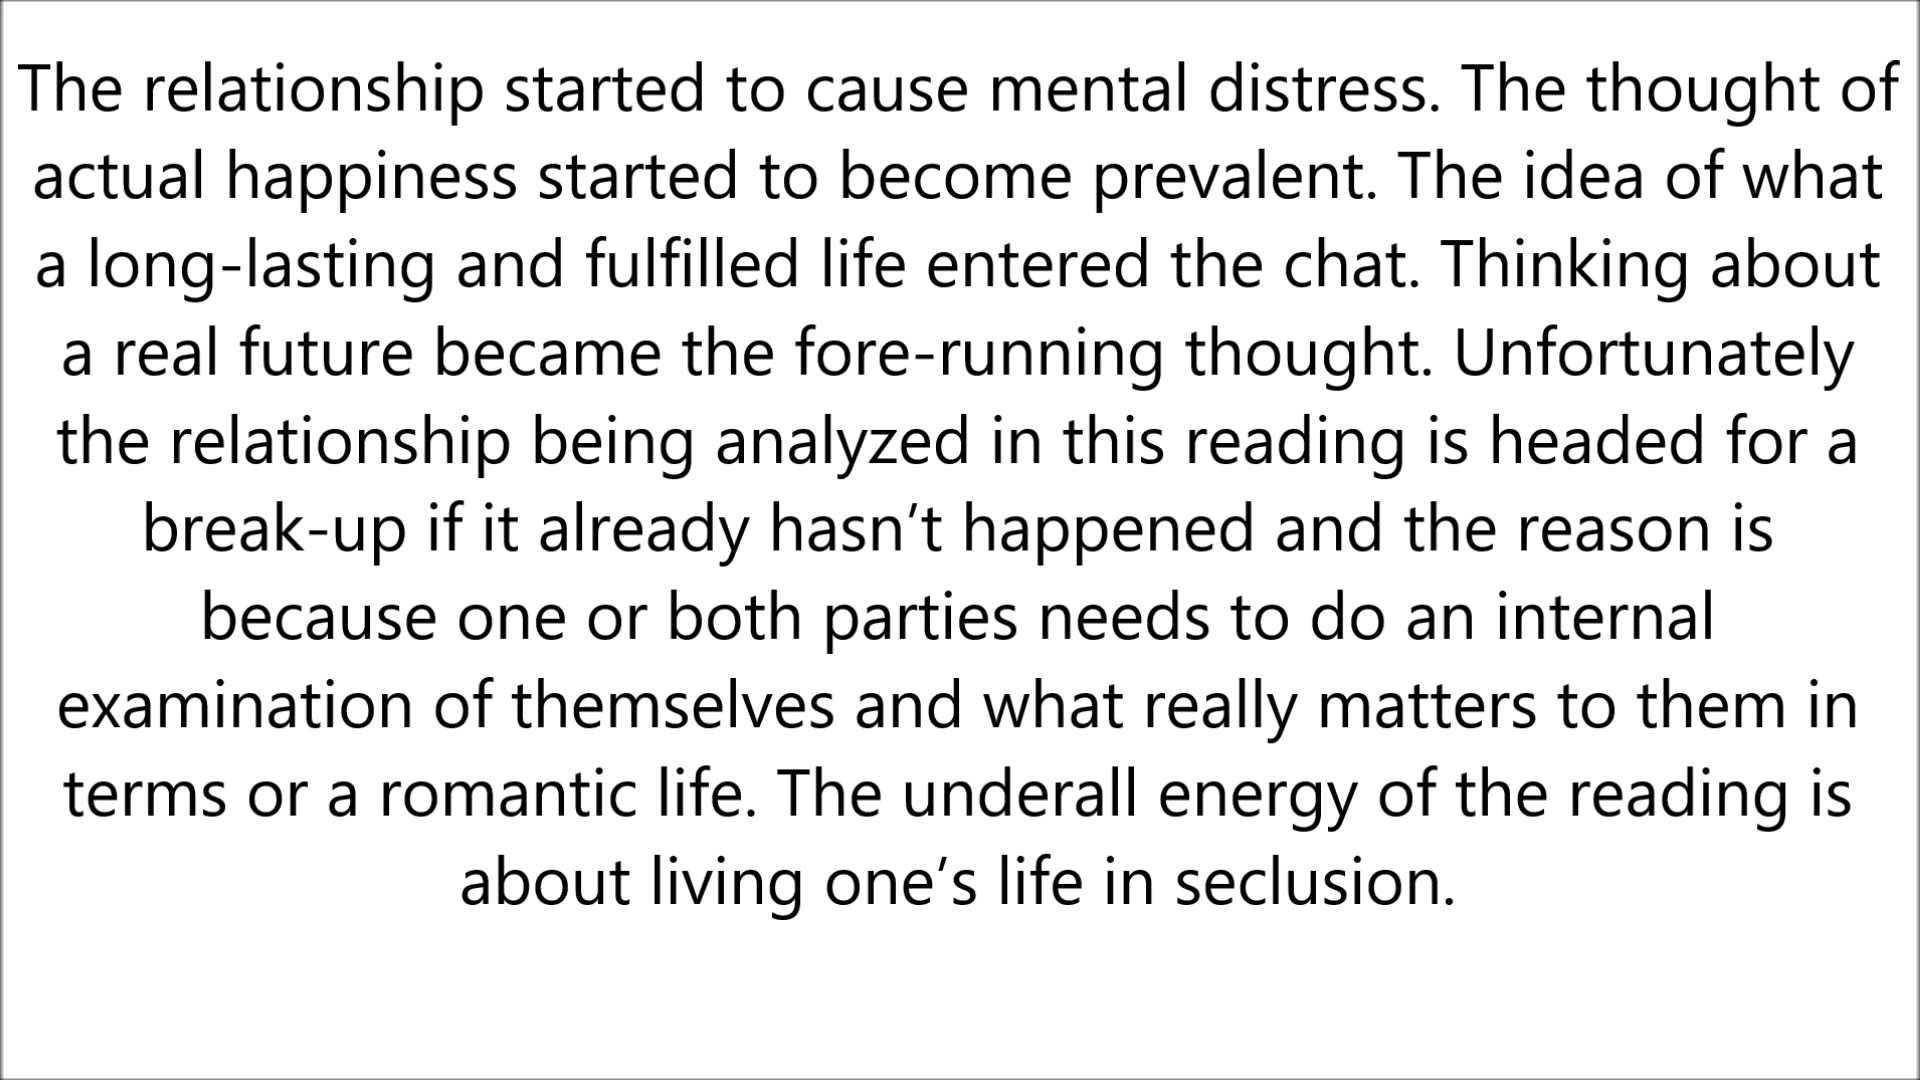 The relationship started to cause mental distress. The thought of
actual happiness started to become prevalent. The idea of what
a long-lasting and fulfilled life entered the chat. Thinking about
a real future became the fore-running thought. Unfortunately
the relationship being analyzed in this reading is headed for a
break-up if it already hasn’t happened and the reason is
because one or both parties needs to do an internal
examination of themselves and what really matters to them in
terms or a romantic life. The underall energy of the reading is
about living one’s life in seclusion.